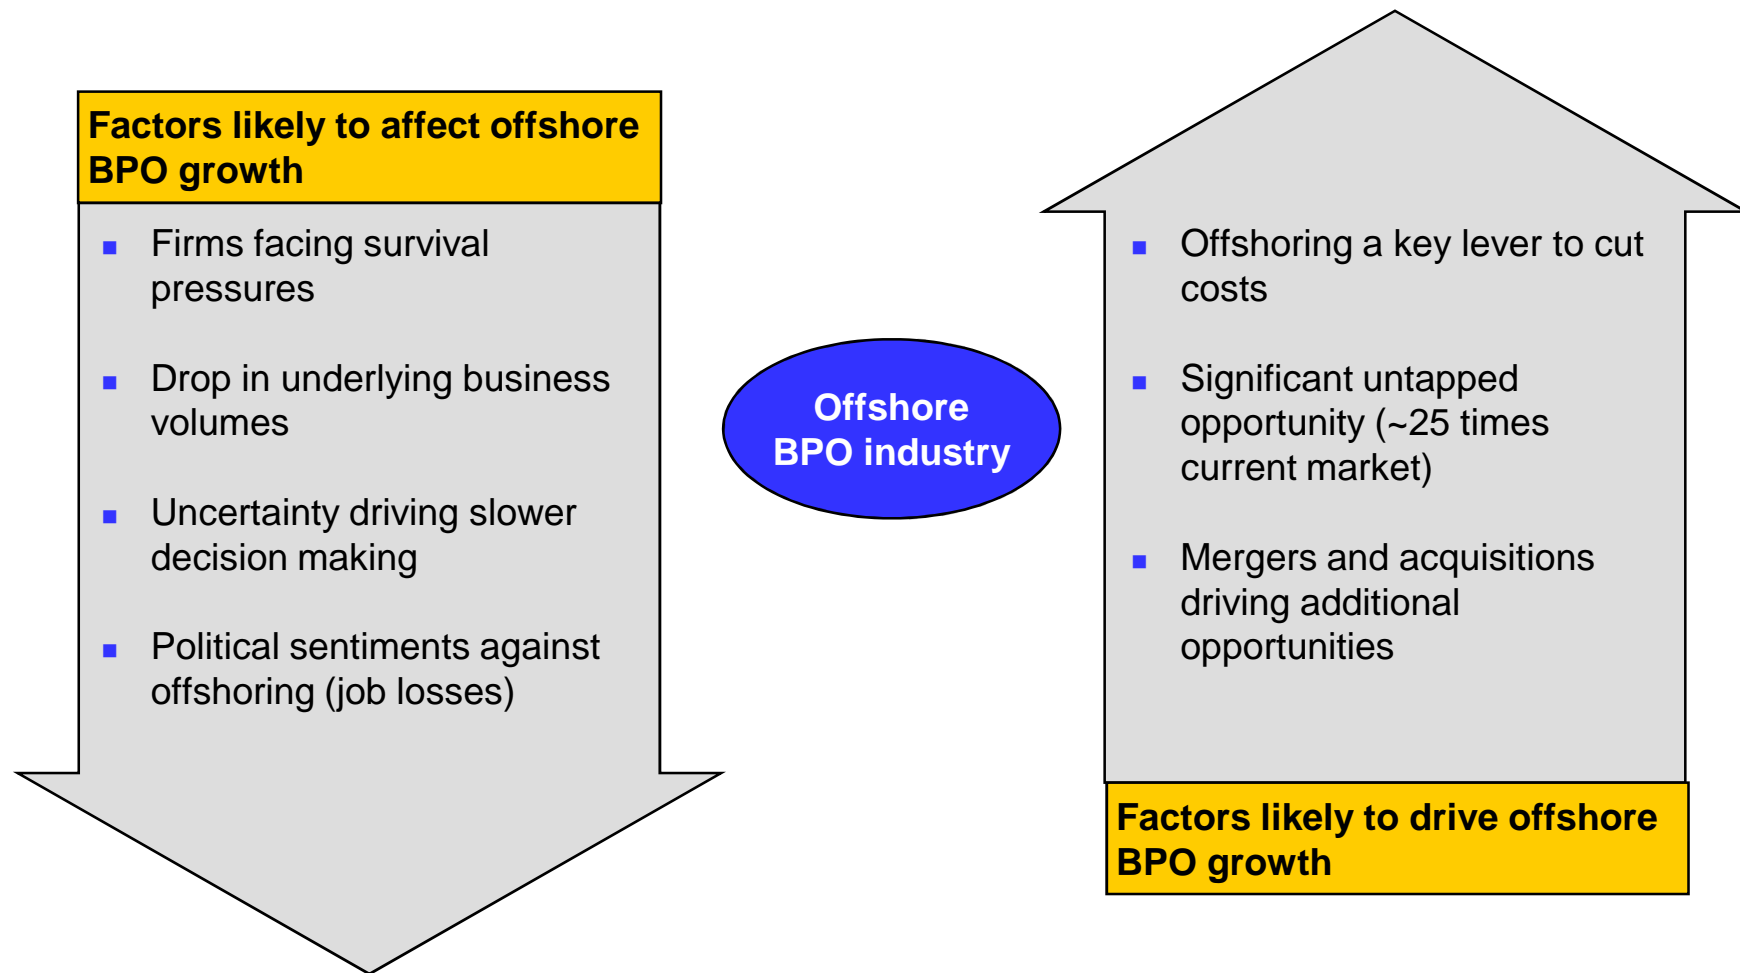 Factors likely to affect offshore
BPO growth
Firms facing survival
pressures
Drop in underlying business
volumes
Uncertainty driving slower
decision making
Political sentiments against
offshoring (job losses)
Offshore
BPO industry
Offshoring a key lever to cut
costs
Significant untapped
opportunity (~25 times
current market)
Mergers and acquisitions
driving additional
opportunities
Factors likely to drive offshore
BPO growth